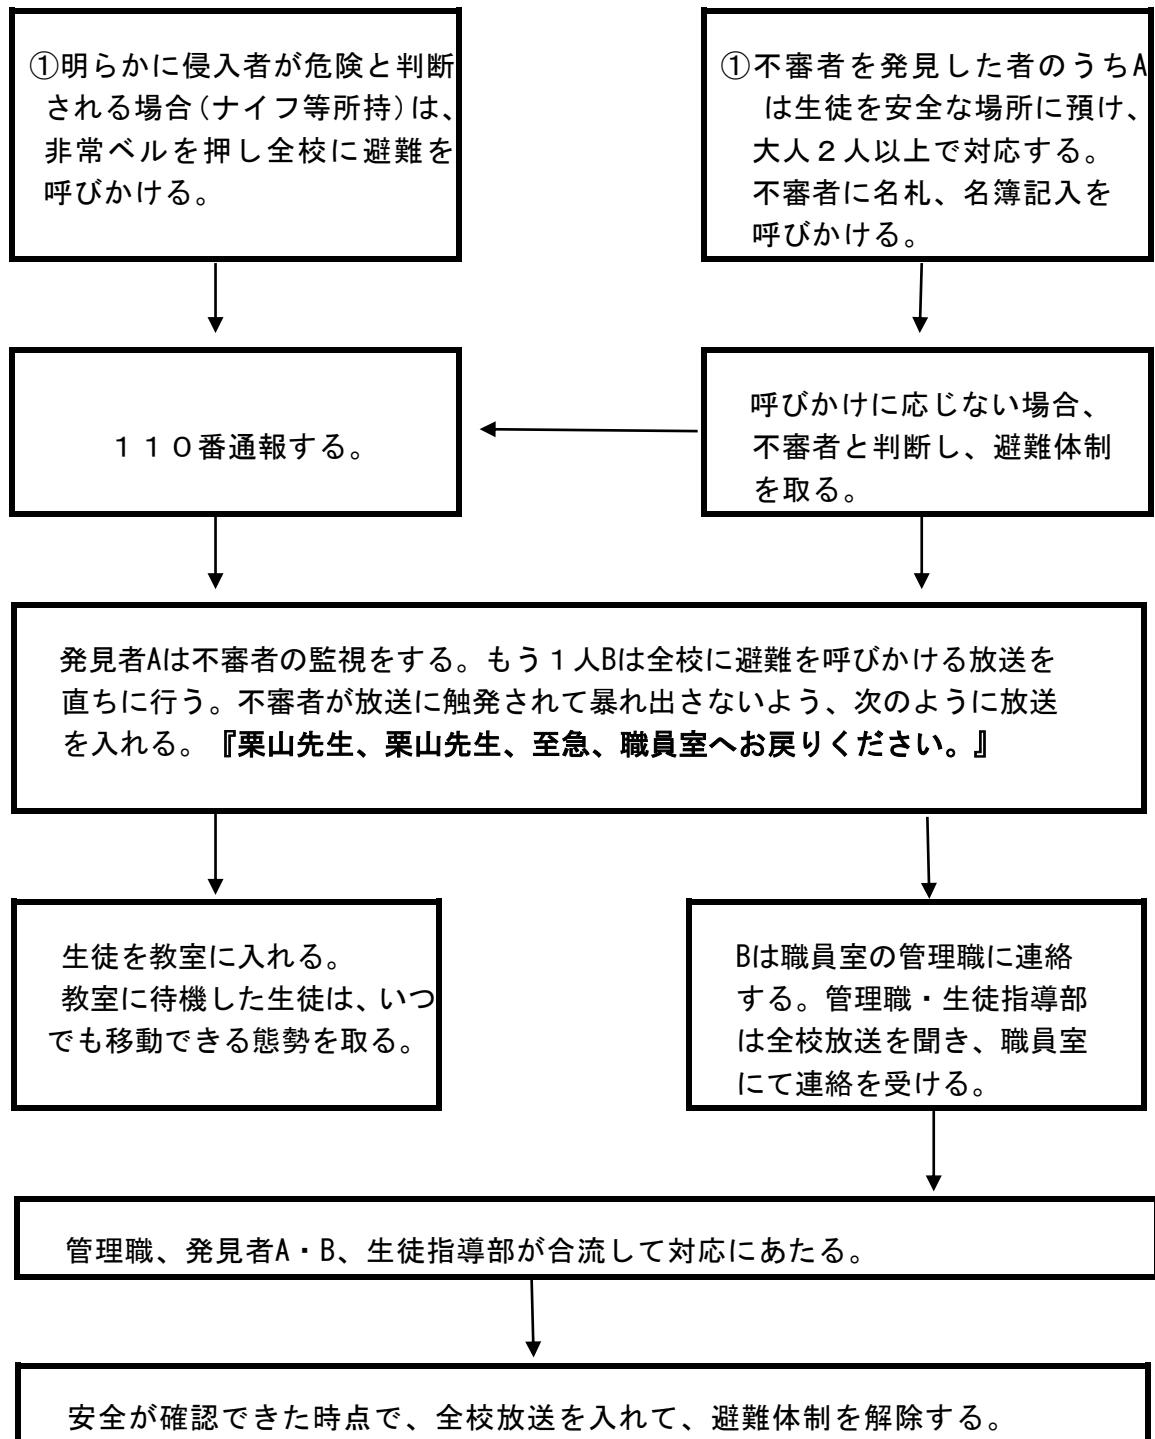 ①明らかに侵入者が危険と判断
される場合(ナイフ等所持)は、
非常ベルを押し全校に避難を
呼びかける。
①不審者を発見した者のうちA
は生徒を安全な場所に預け、
大人２人以上で対応する。
不審者に名札、名簿記入を
呼びかける。
１１０番通報する。
呼びかけに応じない場合、
不審者と判断し、避難体制
を取る。
発見者Aは不審者の監視をする。もう１人Bは全校に避難を呼びかける放送を
直ちに行う。不審者が放送に触発されて暴れ出さないよう、次のように放送
を入れる。『栗山先生、栗山先生、至急、職員室へお戻りください。』
生徒を教室に入れる。
教室に待機した生徒は、いつ
でも移動できる態勢を取る。
Bは職員室の管理職に連絡
する。管理職・生徒指導部
は全校放送を聞き、職員室
にて連絡を受ける。
管理職、発見者A・B、生徒指導部が合流して対応にあたる。
安全が確認できた時点で、全校放送を入れて、避難体制を解除する。